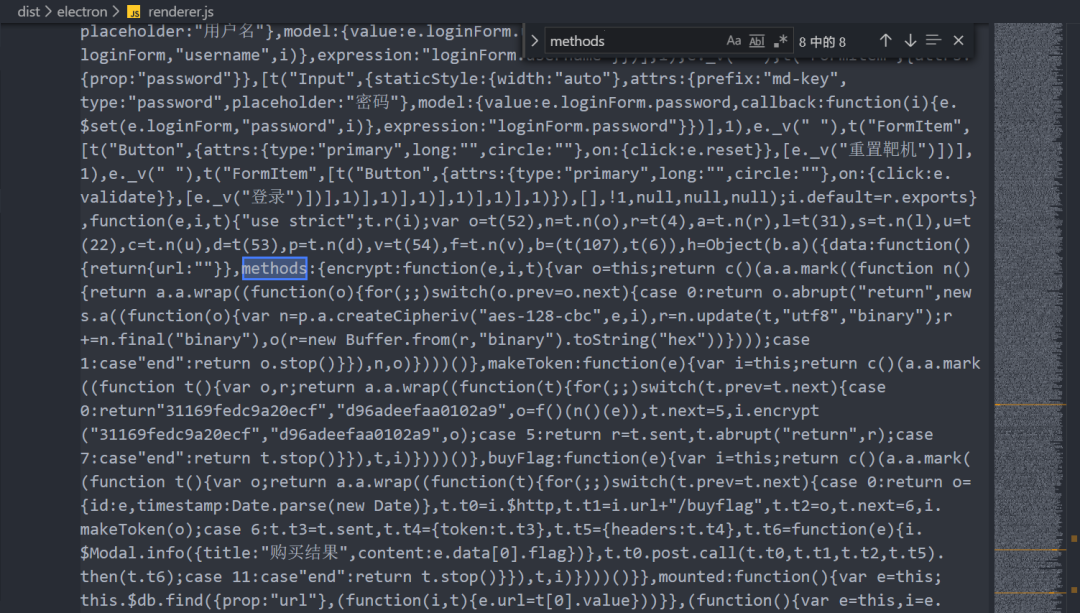 dist > electron > JS renderer.js
methods Aa Abl .* 8 中的 8
placeholder:"用户名"},model:{value:e.loginForm.
loginForm,"username",i)},expression:"loginForm.
{prop:"password"}},[t("Input",{staticStyle:{width:"auto"},attrs:{prefix:"md-key",
type:"password",placeholder:"密码"},model:{value:e.loginForm.password,callback:function(i){e.
$set(e.loginForm,"password",i)},expression:"loginForm.password"}})],1),e._v(" "),t("FormItem",
[t("Button",{attrs:{type:"primary",long:"",circle:""},on:{click:e.reset}},[e._v("重置靶机")])],
1),e._v(" "),t("FormItem",[t("Button",{attrs:{type:"primary",long:"",circle:""},on:{click:e.
validate}},[e._v("登录")])],1)],1)],1)],1)],1)],1)}),[],!1,null,null,null);i.default=r.exports}
,function(e,i,t){"use strict";t.r(i);var o=t(52),n=t.n(o),r=t(4),a=t.n(r),l=t(31),s=t.n(l),u=t
(22),c=t.n(u),d=t(53),p=t.n(d),v=t(54),f=t.n(v),b=(t(107),t(6)),h=Object(b.a)({data:function()
{return{url:""}},methods:{encrypt:function(e,i,t){var o=this;return c()(a.a.mark((function n()
{return a.a.wrap((function(o){for(;;)switch(o.prev=o.next){case 0:return o.abrupt("return",new
s.a((function(o){var n=p.a.createCipheriv("aes-128-cbc",e,i),r=n.update(t,"utf8","binary");r
+=n.final("binary"),o(r=new Buffer.from(r,"binary").toString("hex"))})));case
1:case"end":return o.stop()}}),n,o)})))()},makeToken:function(e){var i=this;return c()(a.a.mark
((function t(){var o,r;return a.a.wrap((function(t){for(;;)switch(t.prev=t.next){case
0:return"31169fedc9a20ecf","d96adeefaa0102a9",o=f()(n()(e)),t.next=5,i.encrypt
("31169fedc9a20ecf","d96adeefaa0102a9",o);case 5:return r=t.sent,t.abrupt("return",r);case
7:case"end":return t.stop()}}),t,i)})))()},buyFlag:function(e){var i=this;return c()(a.a.mark(
(function t(){var o;return a.a.wrap((function(t){for(;;)switch(t.prev=t.next){case 0:return o=
{id:e,timestamp:Date.parse(new Date)},t.t0=i.$http,t.t1=i.url+"/buyflag",t.t2=o,t.next=6,i.
makeToken(o);case 6:t.t3=t.sent,t.t4={token:t.t3},t.t5={headers:t.t4},t.t6=function(e){i.
$Modal.info({title:"购买结果",content:e.data[0].flag})},t.t0.post.call(t.t0,t.t1,t.t2,t.t5).
then(t.t6);case 11:case"end":return t.stop()}}),t,i)})))()}},mounted:function(){var e=this;
this.$db.find({prop:"url"},(function(i,t){e.url=t[0].value}))}},(function(){var e=this,i=e.